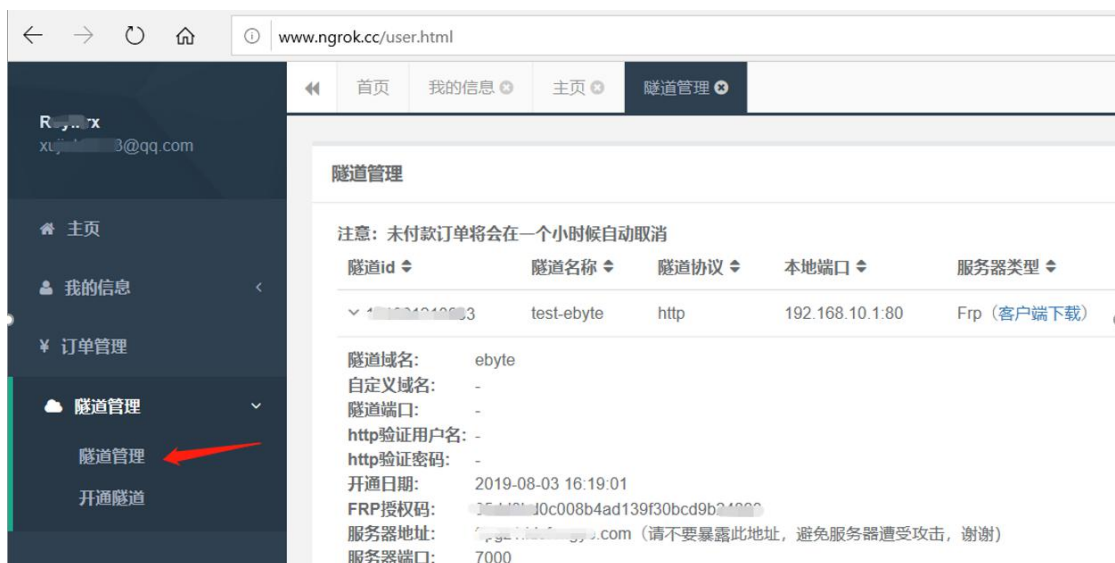 www.ngrok.cc/user.html
首页 我的信息 主页 隧道管理
@qq.com
主页
我的信息
¥ 订单管理
隧道管理
隧道管理
开通隧道
隧道管理
注意：未付款订单将会在一个小时候自动取消
隧道id 隧道名称 隧道协议 本地端口 服务器类型
test-ebyte http 192.168.10.1:80 Frp（客户端下载）
隧道域名： ebyte
自定义域名： -
隧道端口： -
http验证用户名： -
http验证密码： -
开通日期： 2019-08-03 16:19:01
FRP授权码： d0c008b4ad139f30bcd9b
服务器地址： .com（请不要暴露此地址，避免服务器遭受攻击，谢谢)
服务器端口： 7000